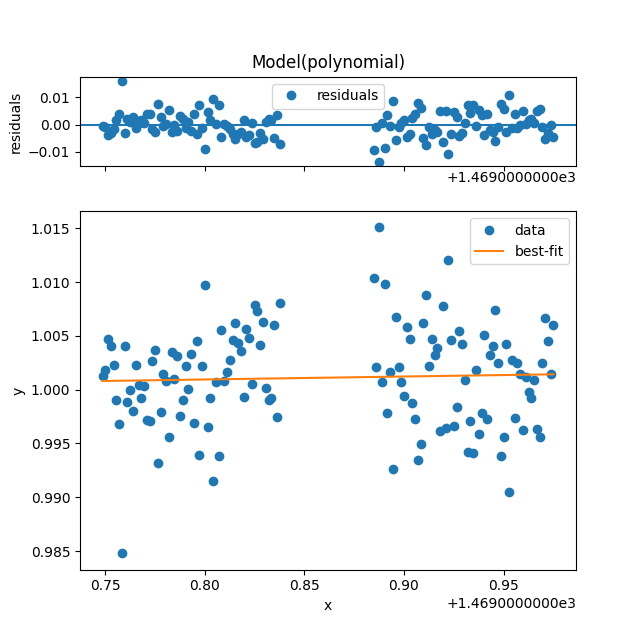 Model(polynomial)
residuals
0.01
0.00
−0.01
residuals
+1.4690000000e3
y
1.015
1.010
1.005
1.000
0.995
0.990
0.985
data
best-fit
0.75 0.80 0.85 0.90 0.95
x
+1.4690000000e3